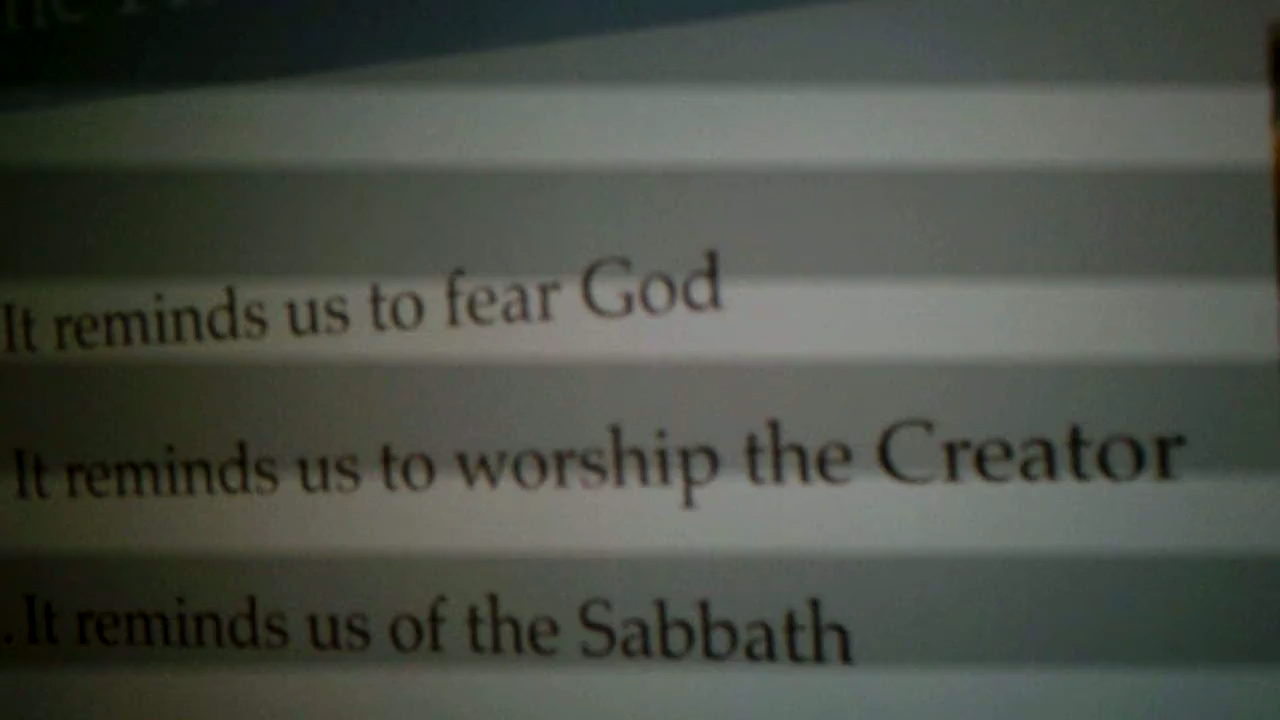 It reminds us to fear God
It reminds us to worship the Creator
. It reminds us of the Sabbath